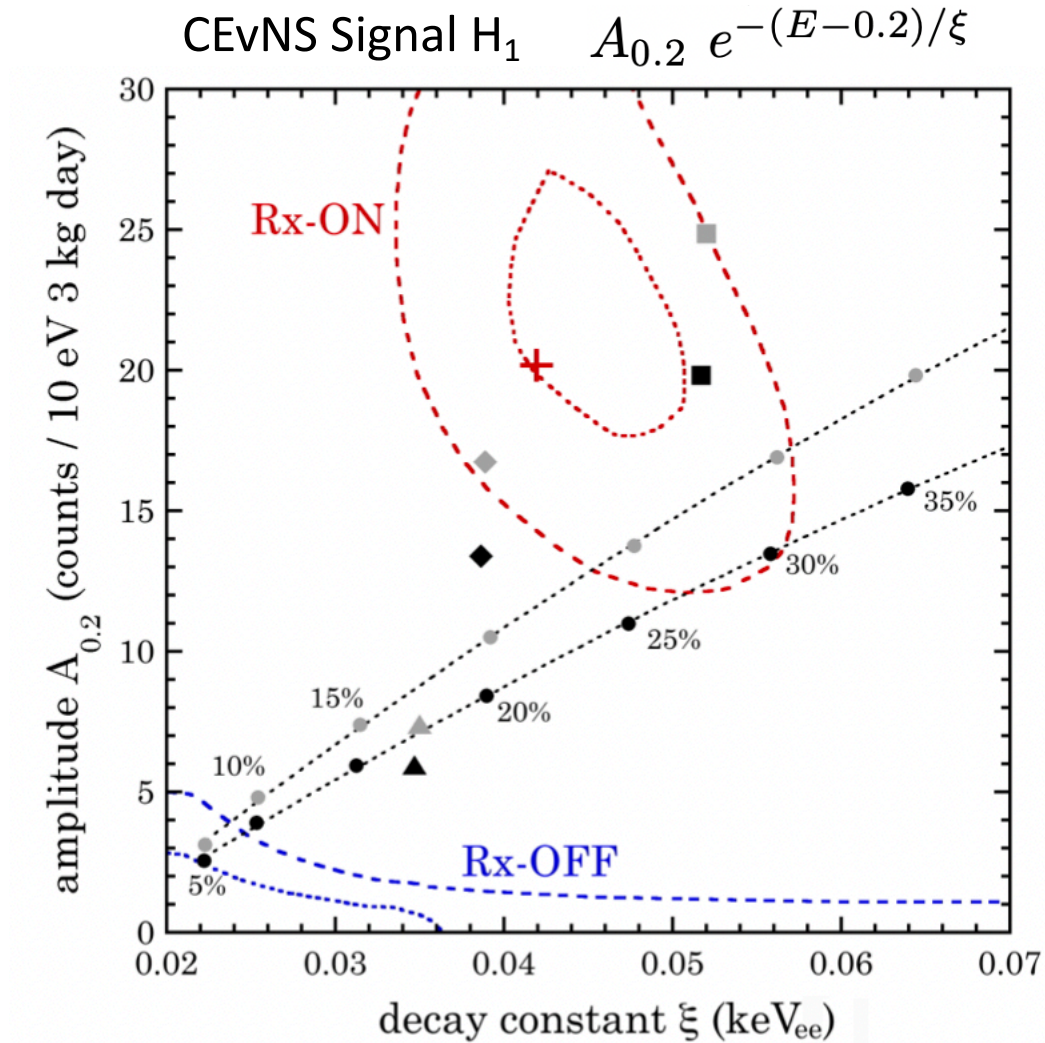 CEvNS Signal H₁ A₀.₂ e^{-(E-0.2)/ξ}
30
25
20
15
10
5
0
amplitude A₀.₂ (counts / 10 eV 3 kg day)
Rx-ON
35%
30%
25%
20%
15%
10%
5%
Rx-OFF
0.02 0.03 0.04 0.05 0.06 0.07
decay constant ξ (keVₑₑ)